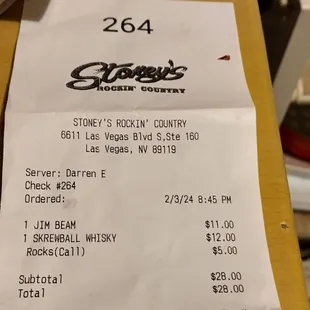 264
Stoney's
ROCKIN' COUNTRY
STONEY'S ROCKIN' COUNTRY
6611 Las Vegas Blvd S,Ste 160
Las Vegas, NV 89119
Server: Darren E
Check #264
Ordered: 2/3/24 8:45 PM
1 JIM BEAM $11.00
1 SKREWBALL WHISKY $12.00
Rocks(Call) $5.00
Subtotal $28.00
Total $28.00